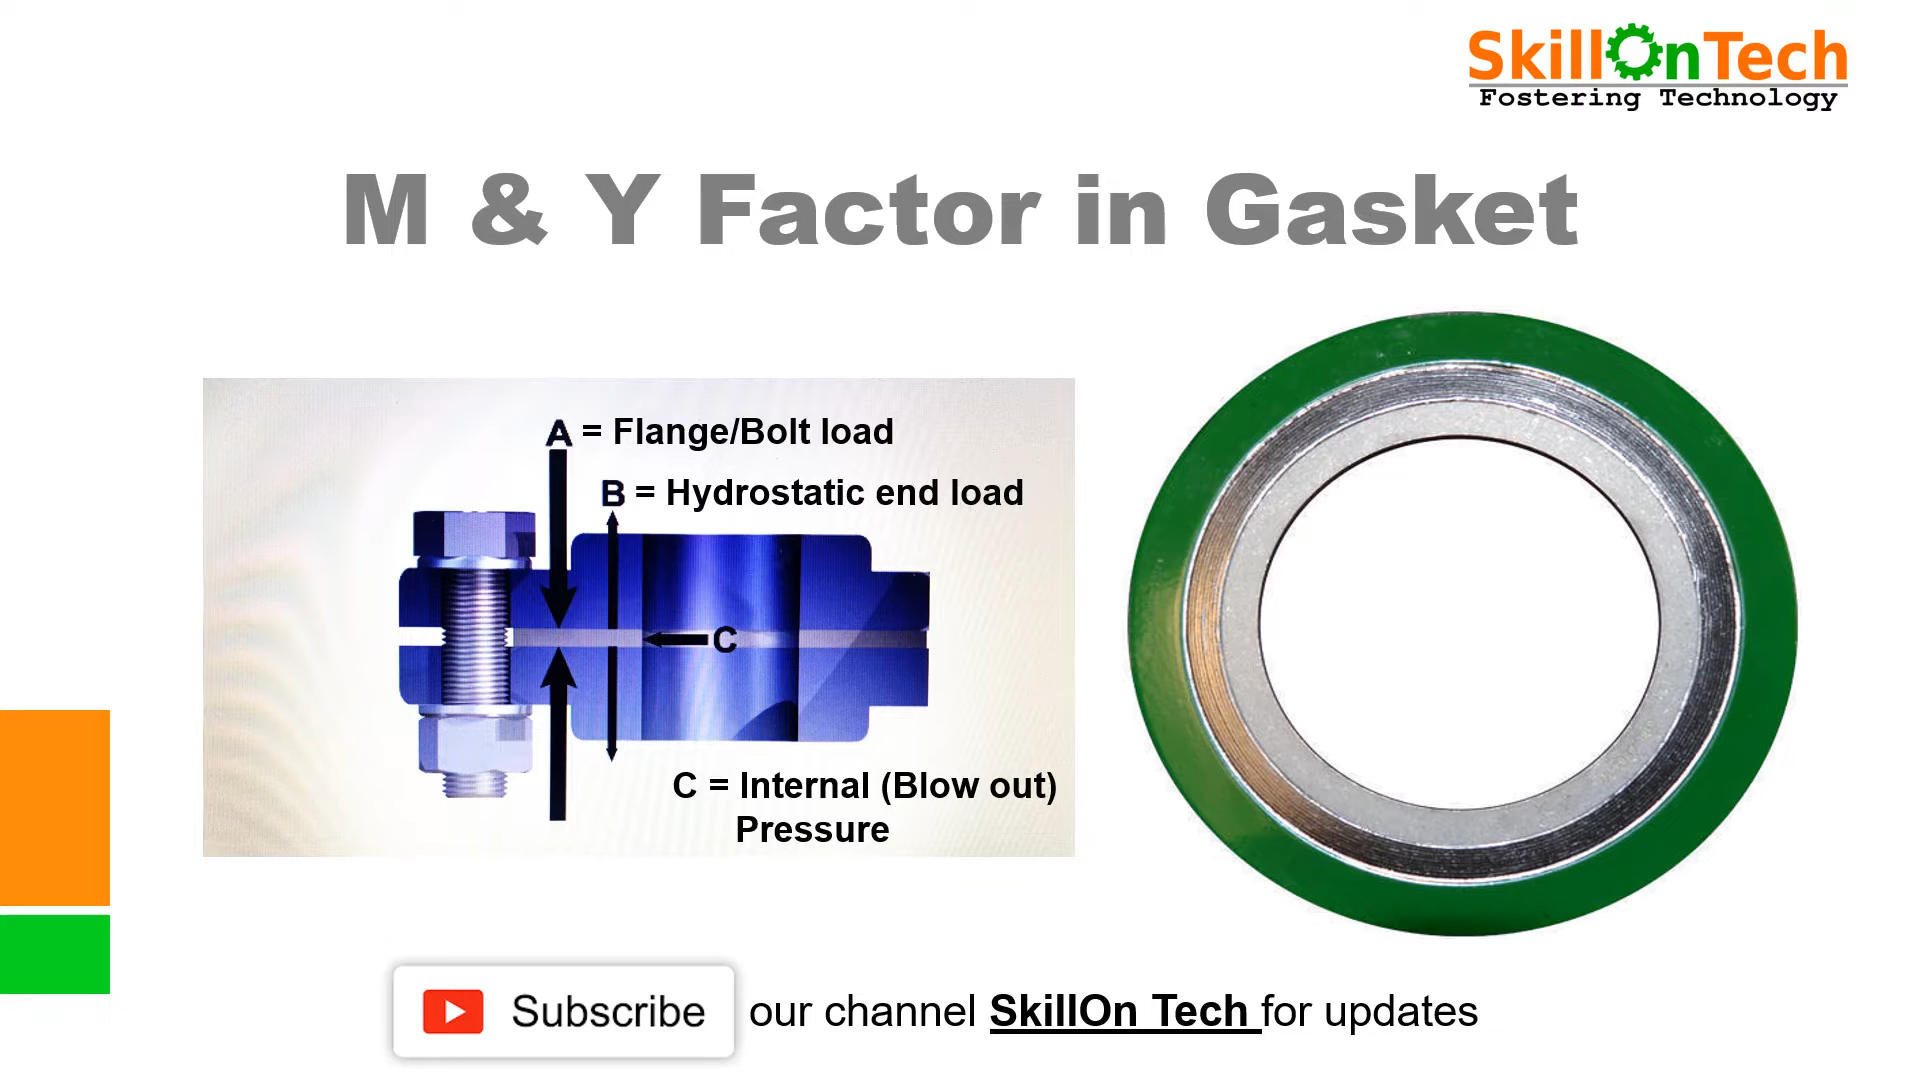 SkillOnTech
Fostering Technology
M & Y Factor in Gasket
A = Flange/Bolt load
B = Hydrostatic end load
C
C = Internal (Blow out)
Pressure
Subscribe our channel SkillOn Tech for updates